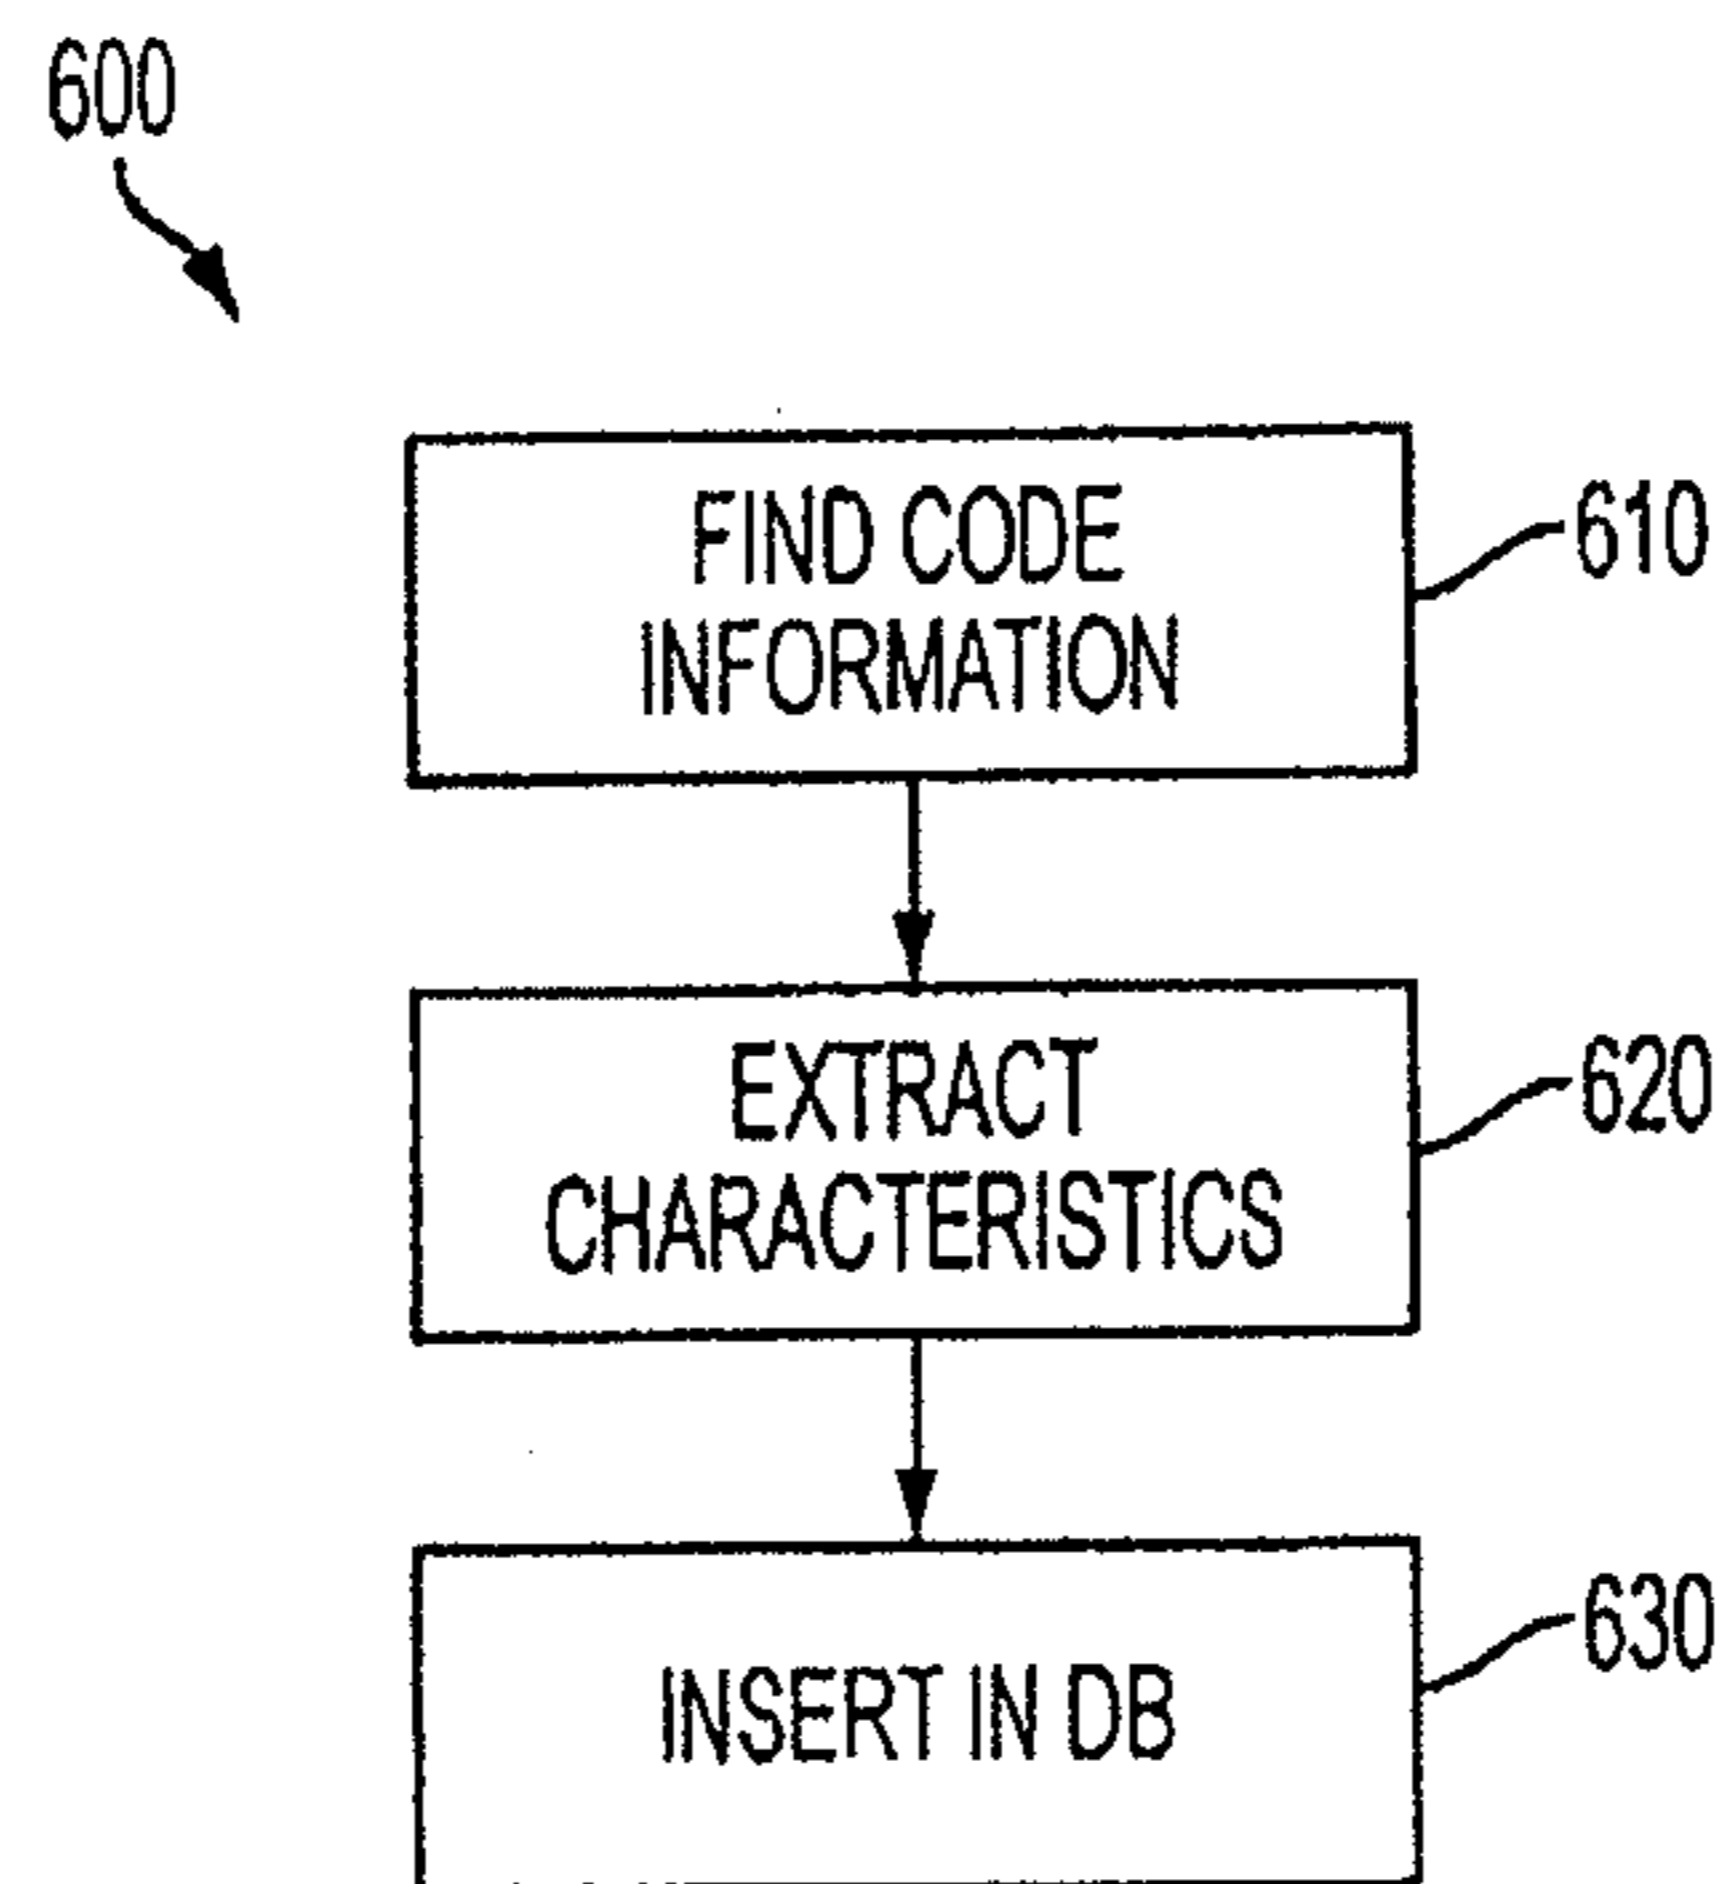 600
FIND CODE
INFORMATION
610
EXTRACT
CHARACTERISTICS
620
INSERT IN DB
630